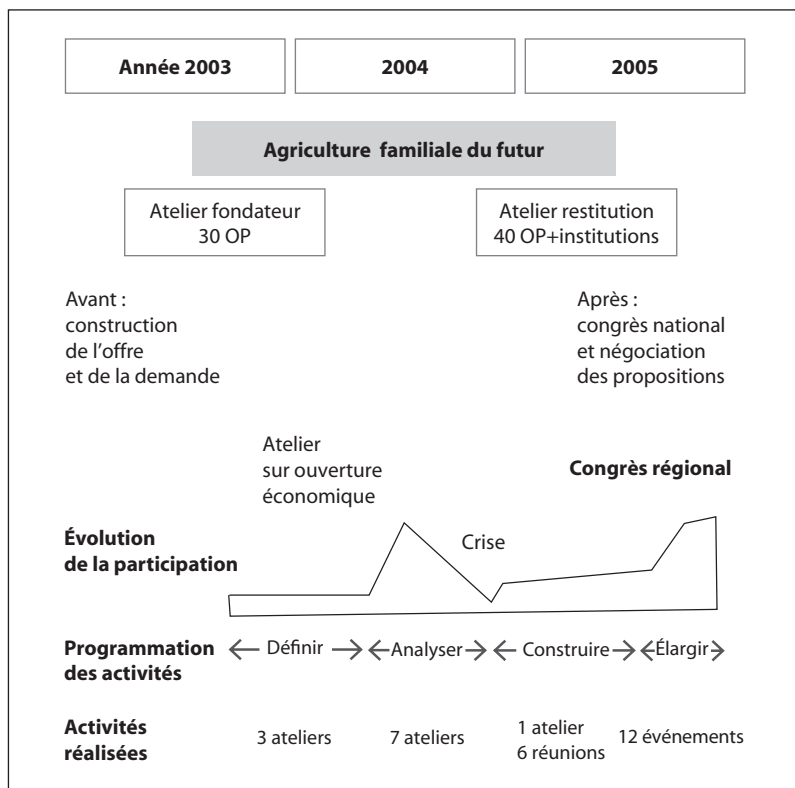 Année 2003
2004
2005
Agriculture familiale du futur
Atelier fondateur
30 OP
Atelier restitution
40 OP+institutions
Avant :
construction
de l'offre
et de la demande
Après :
congrès national
et négociation
des propositions
Atelier
sur ouverture
économique
Congrès régional
Évolution
de la participation
Crise
Programmation
des activités
Définir
Analyser
Construire
Élargir
Activités
réalisées
3 ateliers
7 ateliers
1 atelier
6 réunions
12 événements